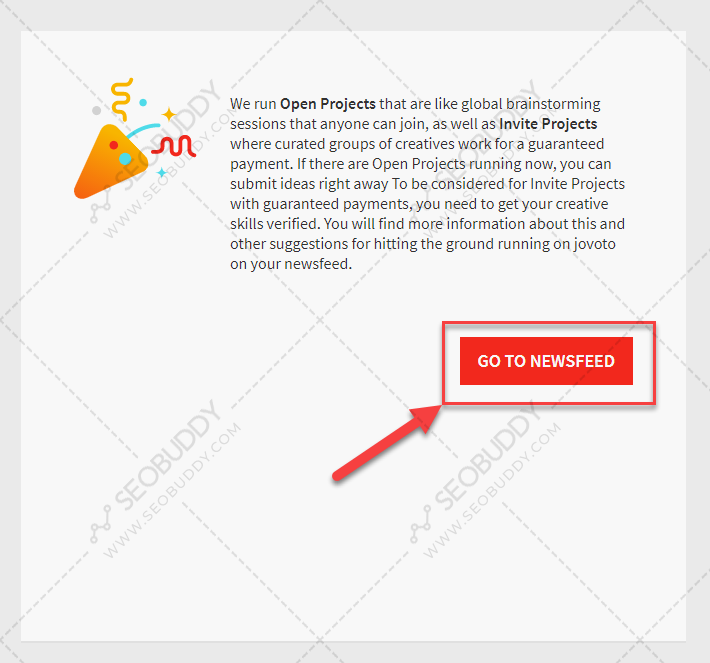 SEOBUDDY
WWW.SEOBUDDY.COM
SEOBUDDY
WWW.SEOBUDDY.COM
We run Open Projects that are like global brainstorming
sessions that anyone can join, as well as Invite Projects
where curated groups of creatives work for a guaranteed
payment. If there are Open Projects running now, you can
submit ideas right away To be considered for Invite Projects
with guaranteed payments, you need to get your creative
skills verified. You will find more information about this and
other suggestions for hitting the ground running on jovoto
on your newsfeed.
GO TO NEWSFEED
SEOBUDDY
WWW.SEOBUDDY.COM
SEOBUDDY
WWW.SEOBUDDY.COM